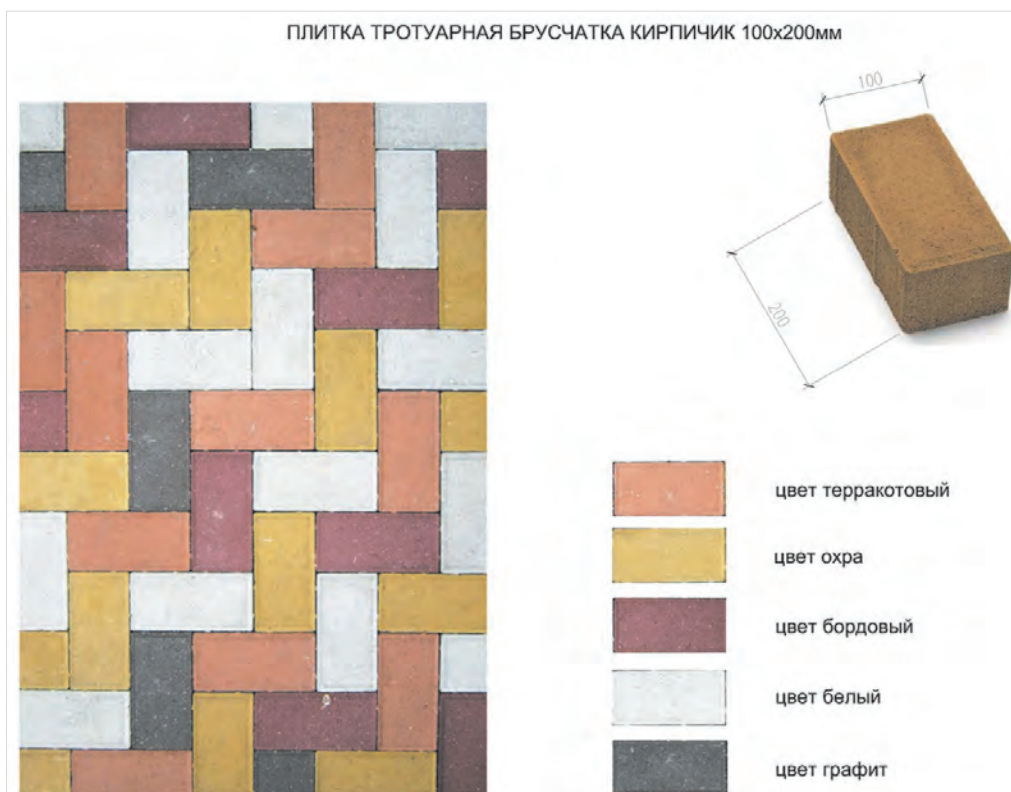 ПЛИТКА ТРОТУАРНАЯ БРУСЧАТКА КИРПИЧИК 100х200мм
100
200
цвет терракотовый
цвет охра
цвет бордовый
цвет белый
цвет графит